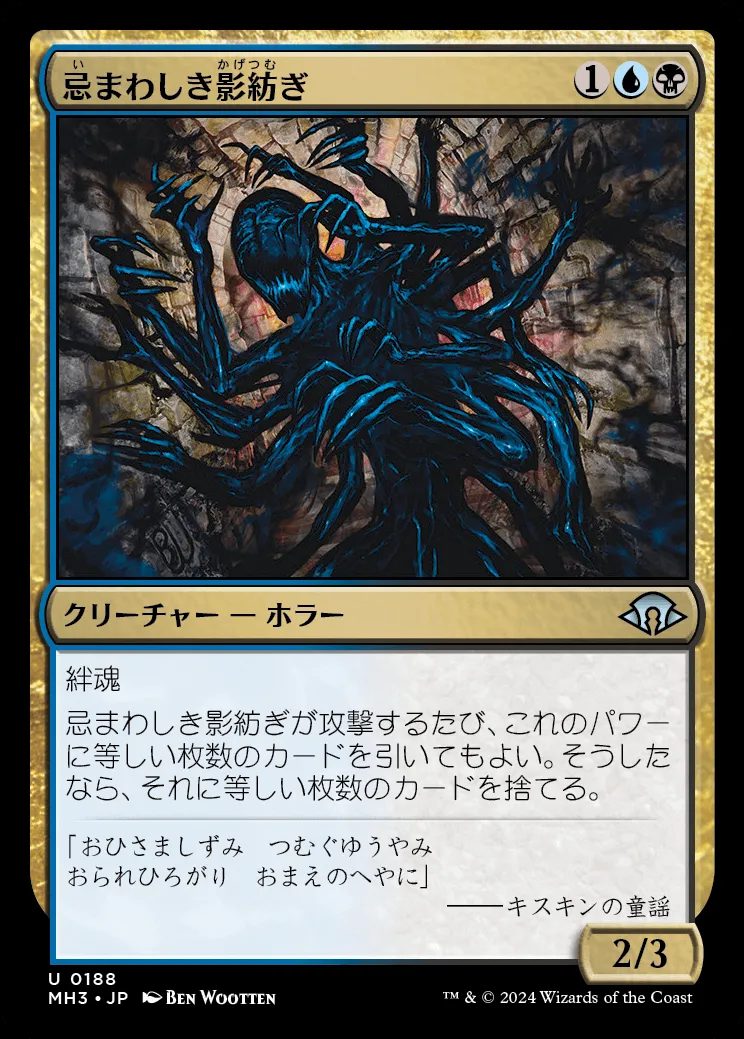 忌まわしき影紡ぎ 1
クリーチャー — ホラー
絆魂
忌まわしき影紡ぎが攻撃するたび、これのパワー
に等しい枚数のカードを引いてもよい。そうした
なら、それに等しい枚数のカードを捨てる。
「おひさましずみ　つむぐゆうやみ
おられひろがり　おまえのへやに」
――キスキンの童謡
2/3
U 0188
MH3 • JP BEN WOOTTEN
™ & © 2024 Wizards of the Coast